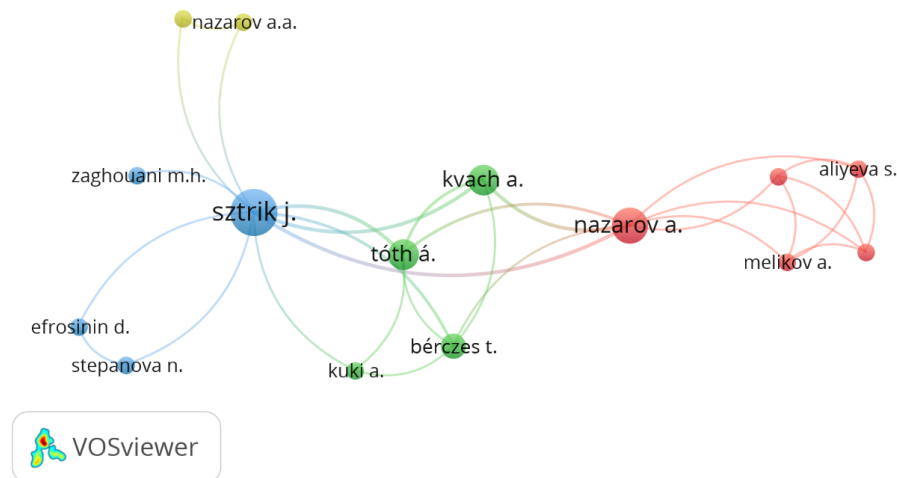 nazarov a.a.
aliyeva s.
zaghouani m.h.
kvach a.
sztrik j.
nazarov a.
tóth á.
melikov a.
efrosinin d.
bérczes t.
stepanova n.
kuki a.
VOSviewer